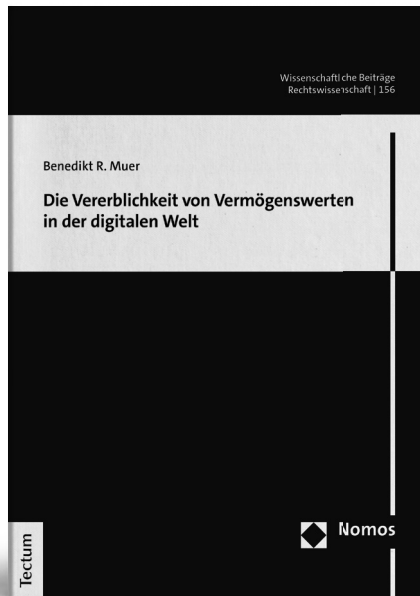 Wissenschaftliche Beiträge
Rechtswissenschaft | 156
Benedikt R. Muer
Die Vererblichkeit von Vermögenswerten
in der digitalen Welt
Nomos
Tectum